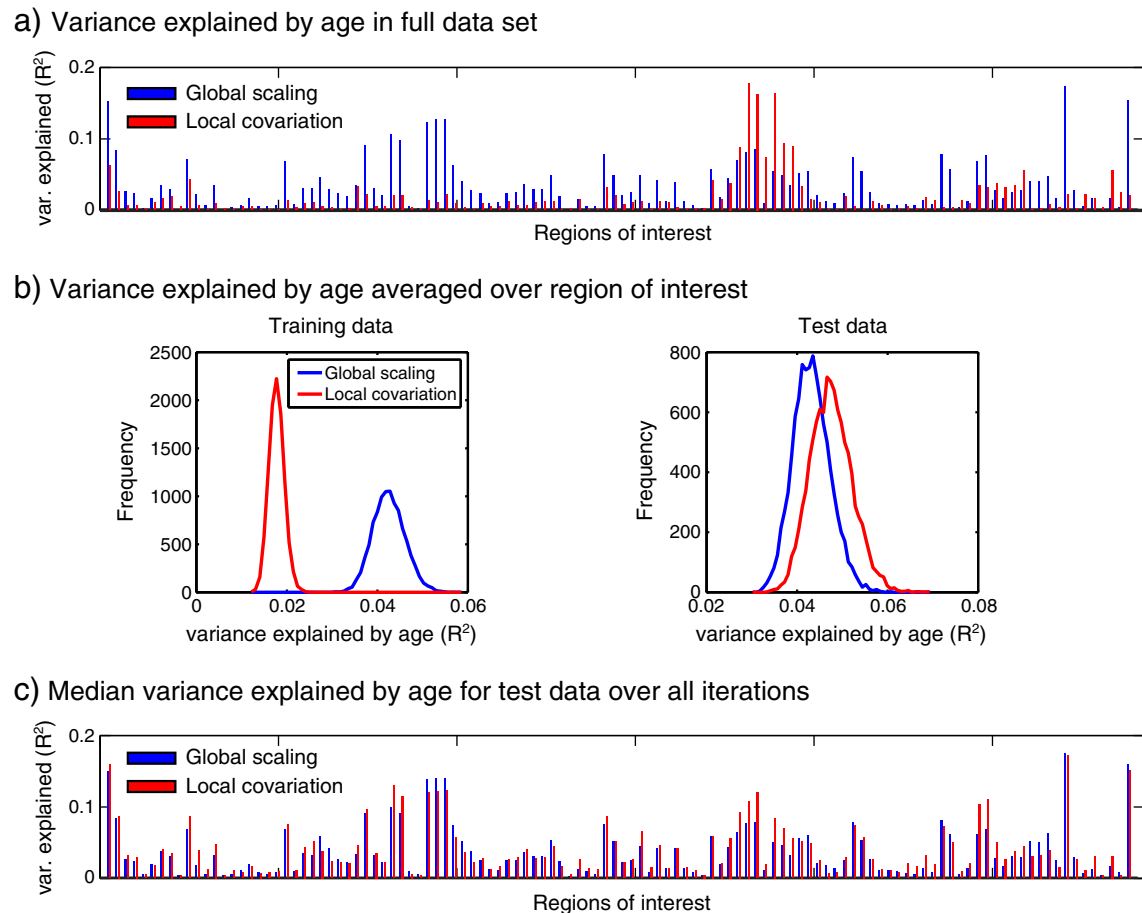 a) Variance explained by age in full data set
var. explained (R²)
0.2
0.1
0
Global scaling
Local covariation
Regions of interest
b) Variance explained by age averaged over region of interest
Training data
Frequency
2500
2000
1500
1000
500
0
Global scaling
Local covariation
0 0.02 0.04 0.06
variance explained by age (R²)
Test data
Frequency
800
600
400
200
0
0.02 0.04 0.06 0.08
variance explained by age (R²)
c) Median variance explained by age for test data over all iterations
var. explained (R²)
0.2
0.1
0
Global scaling
Local covariation
Regions of interest